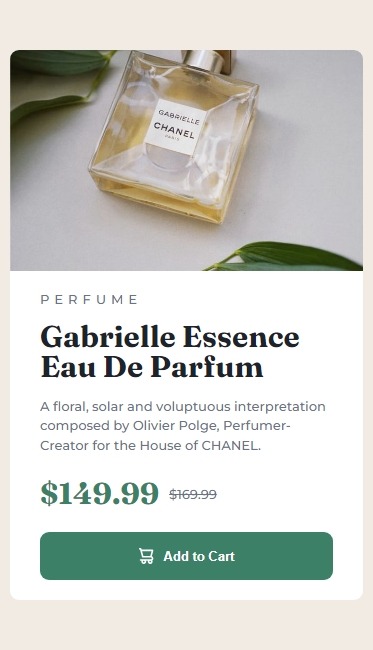 GABRIELLE
CHANEL
PARIS
PERFUME
Gabrielle Essence
Eau De Parfum
A floral, solar and voluptuous interpretation
composed by Olivier Polge, Perfumer-
Creator for the House of CHANEL.
$149.99 $169.99
Add to Cart